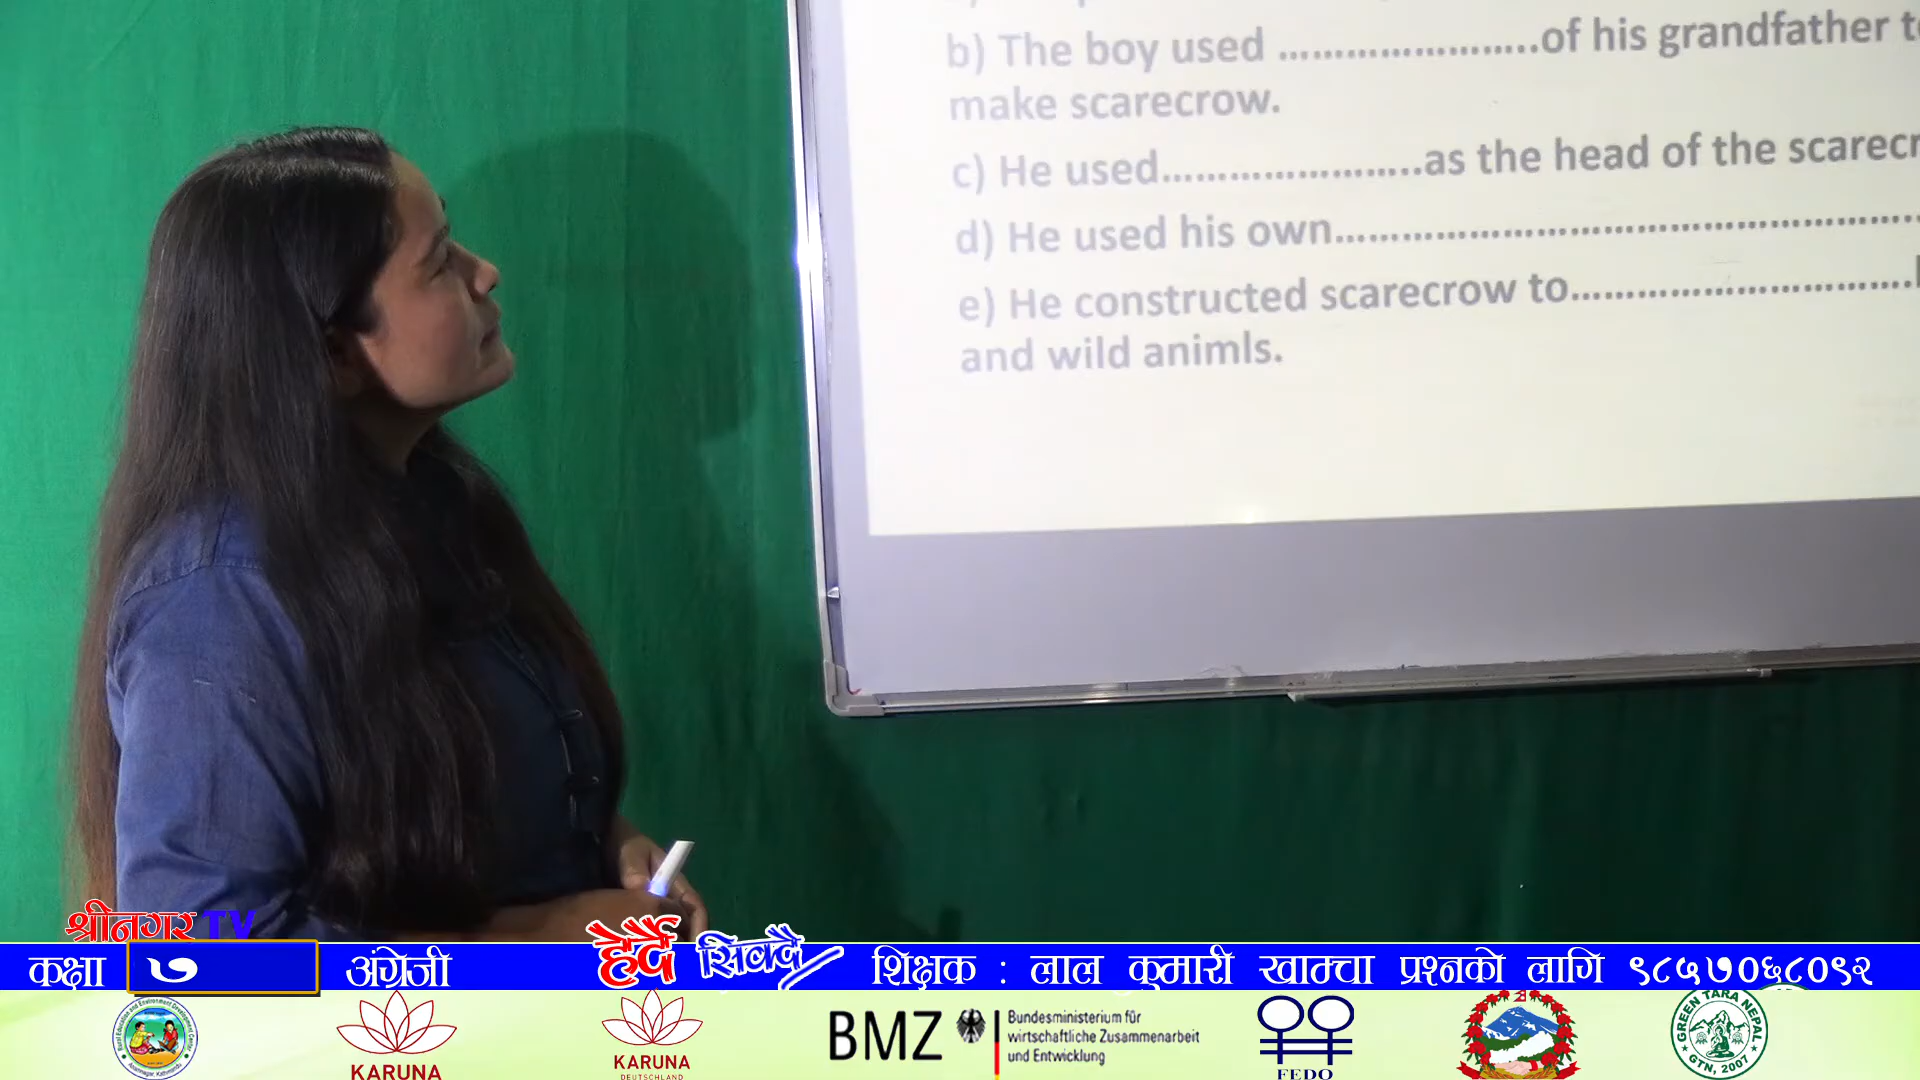 b) The boy used ........................of his grandfather
make scarecrow.
c) He used........................as the head of the
d) He used his own......................................................
e) He constructed scarecrow to................................
and wild animls.
श्रीनगर TV
हेर्दै सिक्दै
कक्षा ७ अंग्रेजी शिक्षक : लाल कुमारी खाम्चा प्रश्नको लागि ९८५७०६८०९२
KARUNA
KARUNA
DEUTSCHLAND
BMZ
Bundesministerium für
wirtschaftliche Zusammenarbeit
und Entwicklung
FEDO
GREEN TARA NEPAL
GTN, 2007